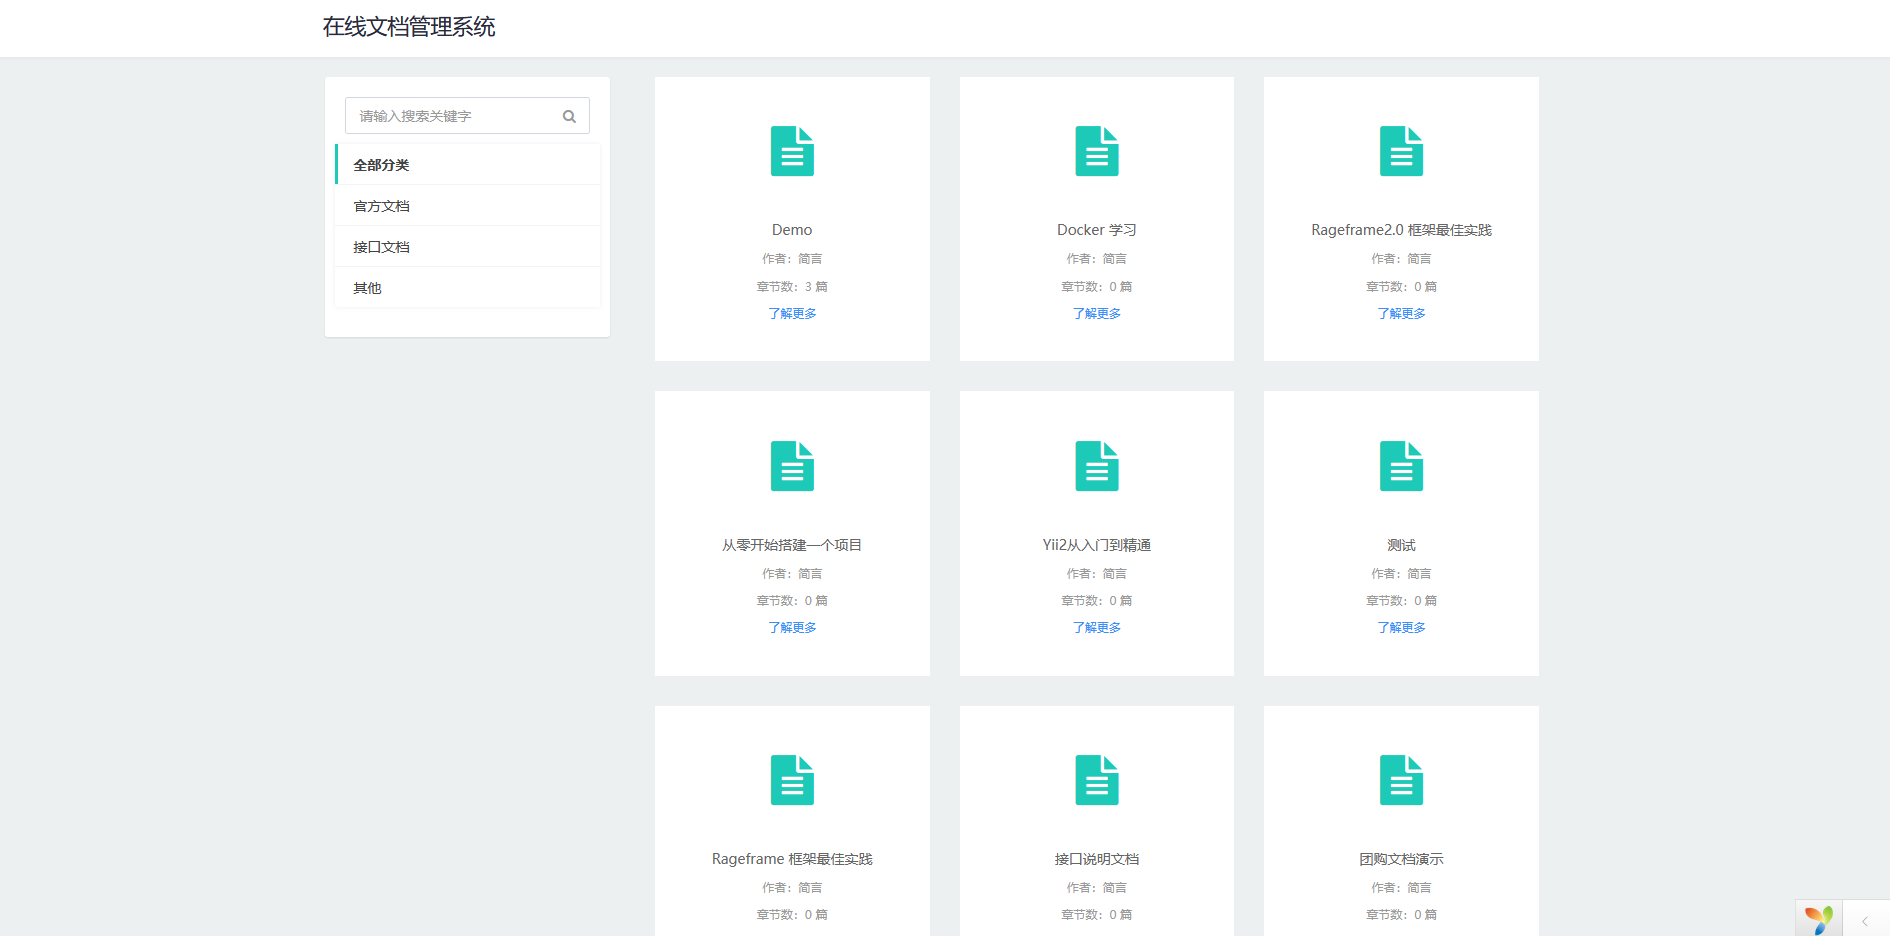 在线文档管理系统
请输入搜索关键字
全部分类
官方文档
接口文档
其他
Demo
作者：简言
章节数：3 篇
了解更多
Docker 学习
作者：简言
章节数：0 篇
了解更多
Rageframe2.0 框架最佳实践
作者：简言
章节数：0 篇
了解更多
从零开始搭建一个项目
作者：简言
章节数：0 篇
了解更多
Yii2从入门到精通
作者：简言
章节数：0 篇
了解更多
测试
作者：简言
章节数：0 篇
了解更多
Rageframe 框架最佳实践
作者：简言
章节数：0 篇
接口说明文档
作者：简言
章节数：0 篇
团购文档演示
作者：简言
章节数：0 篇